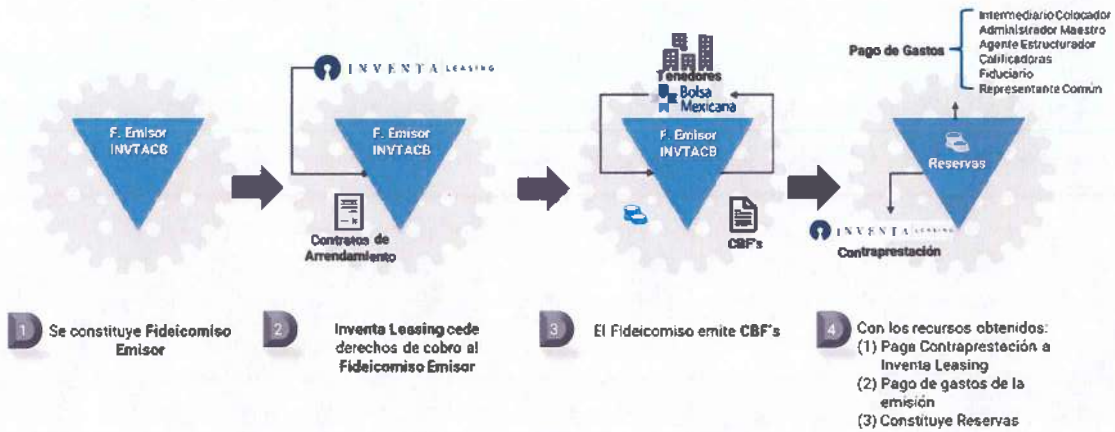 F. Emisor
INVTACB
INVENTA LEASING
F. Emisor
INVTACB
Contratos de
Arrendamiento
Tenedores
Bolsa
Mexicana
F. Emisor
INVTACB
CBF's
Pago de Gastos
Intermediario Colocador
Administrador Maestro
Agente Estructurador
Calificadoras
Fiduciario
Representante Común
Reservas
INVENTA LEASING
Contraprestación
1 Se constituye Fideicomiso
Emisor
2 Inventa Leasing cede
derechos de cobro al
Fideicomiso Emisor
3 El Fideicomiso emite CBF's
4 Con los recursos obtenidos:
(1) Paga Contraprestación a
Inventa Leasing
(2) Pago de gastos de la
emisión
(3) Constituye Reservas